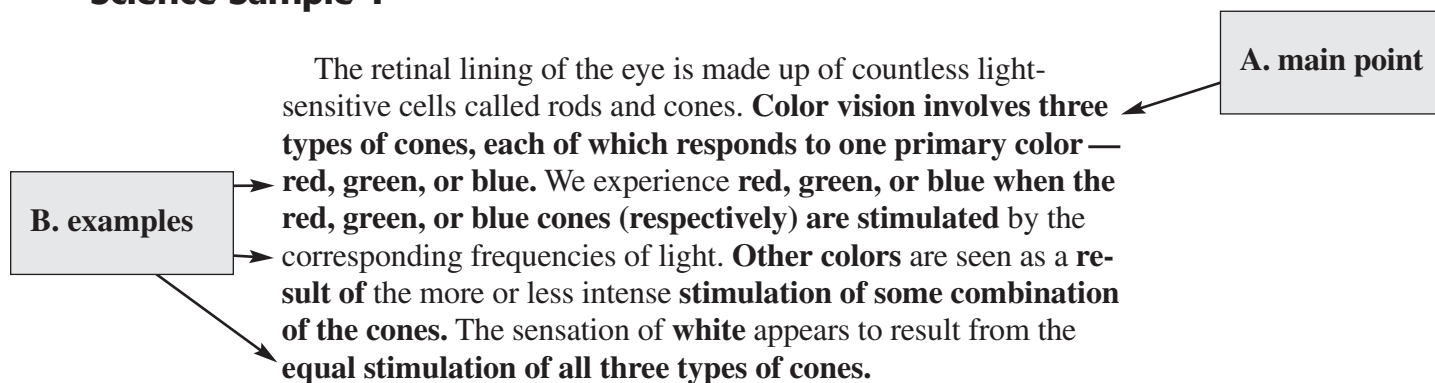 Science Sample 1
A. main point
The retinal lining of the eye is made up of countless light-
sensitive cells called rods and cones. Color vision involves three
types of cones, each of which responds to one primary color —
red, green, or blue. We experience red, green, or blue when the
red, green, or blue cones (respectively) are stimulated by the
corresponding frequencies of light. Other colors are seen as a re-
sult of the more or less intense stimulation of some combination
of the cones. The sensation of white appears to result from the
equal stimulation of all three types of cones.
B. examples